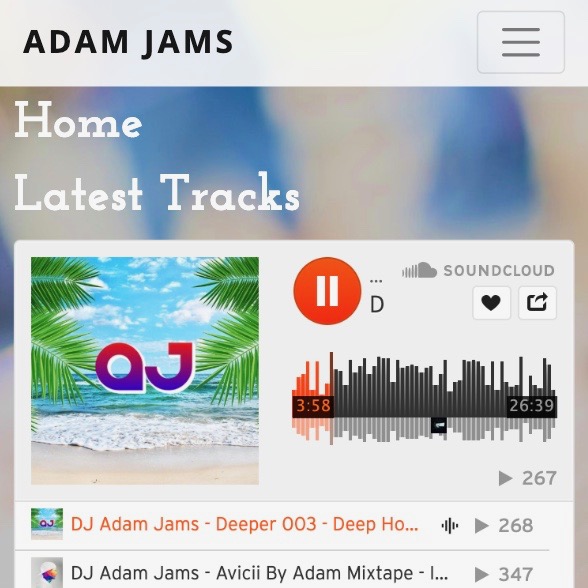 ADAM JAMS
Home
Latest Tracks
...
D
SOUNDCLOUD
aJ
3:58
26:39
267
aJ
DJ Adam Jams - Deeper 003 - Deep Ho...
268
DJ Adam Jams - Avicii By Adam Mixtape - I...
347